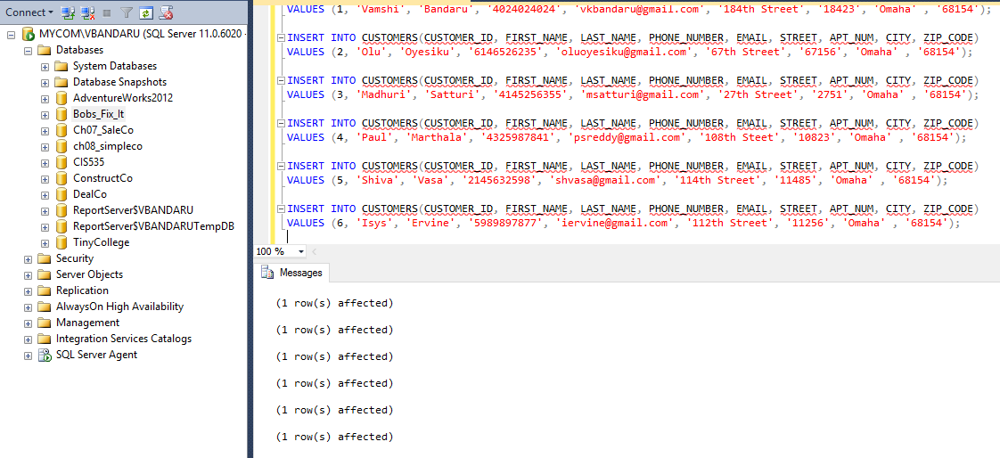 Connect
MYCOM\VBANDARU (SQL Server 11.0.6020 -
Databases
System Databases
Database Snapshots
AdventureWorks2012
Bobs_Fix_It
Ch07_SaleCo
ch08_simpleco
CIS535
ConstructCo
DealCo
ReportServer$VBANDARU
ReportServer$VBANDARUTempDB
TinyCollege
Security
Server Objects
Replication
AlwaysOn High Availability
Management
Integration Services Catalogs
SQL Server Agent
VALUES (1, 'Vamshi', 'Bandaru', '4024024024', 'vkbandaru@gmail.com', '184th Street', '18423', 'Omaha' , '68154');
INSERT INTO CUSTOMERS(CUSTOMER_ID, FIRST_NAME, LAST_NAME, PHONE_NUMBER, EMAIL, STREET, APT_NUM, CITY, ZIP_CODE)
VALUES (2, 'Olu', 'Oyesiku', '6146526235', 'oluoyesiku@gmail.com', '67th Street', '67156', 'Omaha' , '68154');
INSERT INTO CUSTOMERS(CUSTOMER_ID, FIRST_NAME, LAST_NAME, PHONE_NUMBER, EMAIL, STREET, APT_NUM, CITY, ZIP_CODE)
VALUES (3, 'Madhuri', 'Satturi', '4145256355', 'msatturi@gmail.com', '27th Street', '2751', 'Omaha' , '68154');
INSERT INTO CUSTOMERS(CUSTOMER_ID, FIRST_NAME, LAST_NAME, PHONE_NUMBER, EMAIL, STREET, APT_NUM, CITY, ZIP_CODE)
VALUES (4, 'Paul', 'Marthala', '4325987841', 'psreddy@gmail.com', '108th Steet', '10823', 'Omaha' , '68154');
INSERT INTO CUSTOMERS(CUSTOMER_ID, FIRST_NAME, LAST_NAME, PHONE_NUMBER, EMAIL, STREET, APT_NUM, CITY, ZIP_CODE)
VALUES (5, 'Shiva', 'Vasa', '2145632598', 'shvasa@gmail.com', '114th Street', '11485', 'Omaha' , '68154');
INSERT INTO CUSTOMERS(CUSTOMER_ID, FIRST_NAME, LAST_NAME, PHONE_NUMBER, EMAIL, STREET, APT_NUM, CITY, ZIP_CODE)
VALUES (6, 'Isys', 'Ervine', '5989897877', 'iervine@gmail.com', '112th Street', '11256', 'Omaha' , '68154');
100 %
Messages
(1 row(s) affected)
(1 row(s) affected)
(1 row(s) affected)
(1 row(s) affected)
(1 row(s) affected)
(1 row(s) affected)